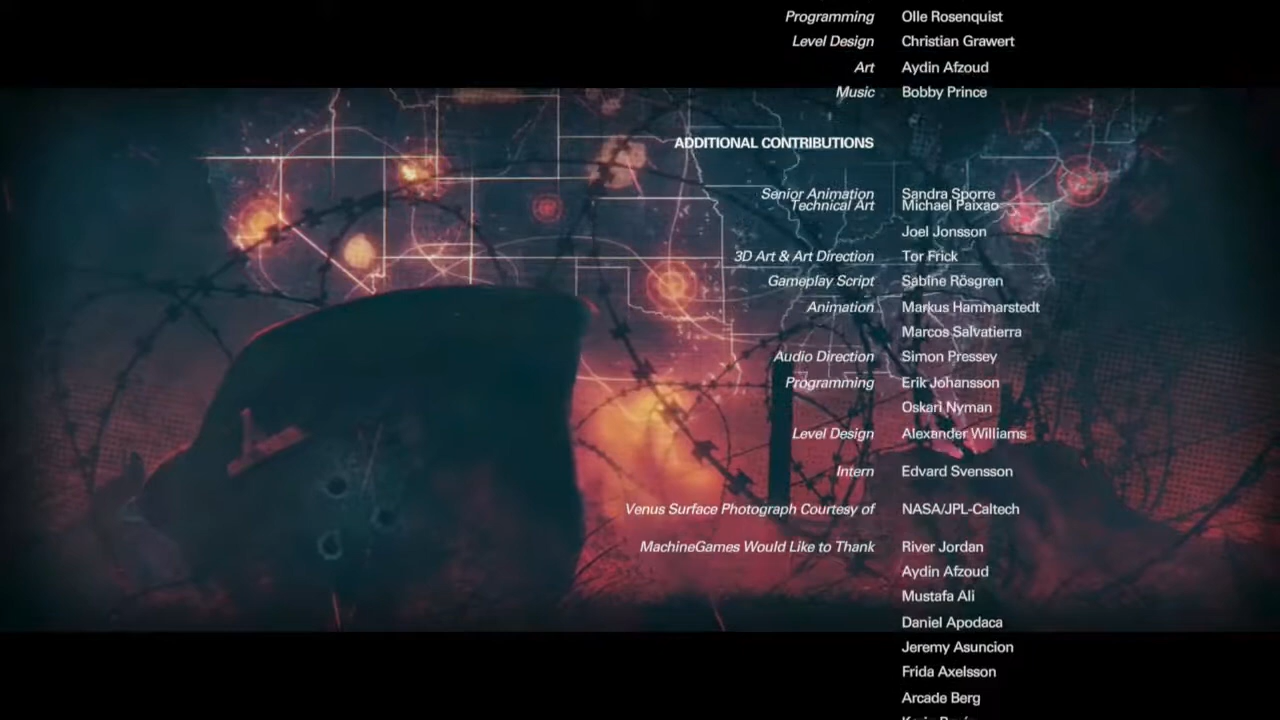 Programming Olle Rosenquist
Level Design Christian Grawert
Art Aydin Afzoud
Music Bobby Prince
ADDITIONAL CONTRIBUTIONS
Senior Animation Sandra Sporre
Technical Art Michael Paixao
Joel Jonsson
3D Art & Art Direction Tor Frick
Gameplay Script Sabine Rösgren
Animation Markus Hammarstedt
Marcos Salvatierra
Audio Direction Simon Pressey
Programming Erik Johansson
Oskari Nyman
Level Design Alexander Williams
Intern Edvard Svensson
Venus Surface Photograph Courtesy of NASA/JPL-Caltech
MachineGames Would Like to Thank River Jordan
Aydin Afzoud
Mustafa Ali
Daniel Apodaca
Jeremy Asuncion
Frida Axelsson
Arcade Berg